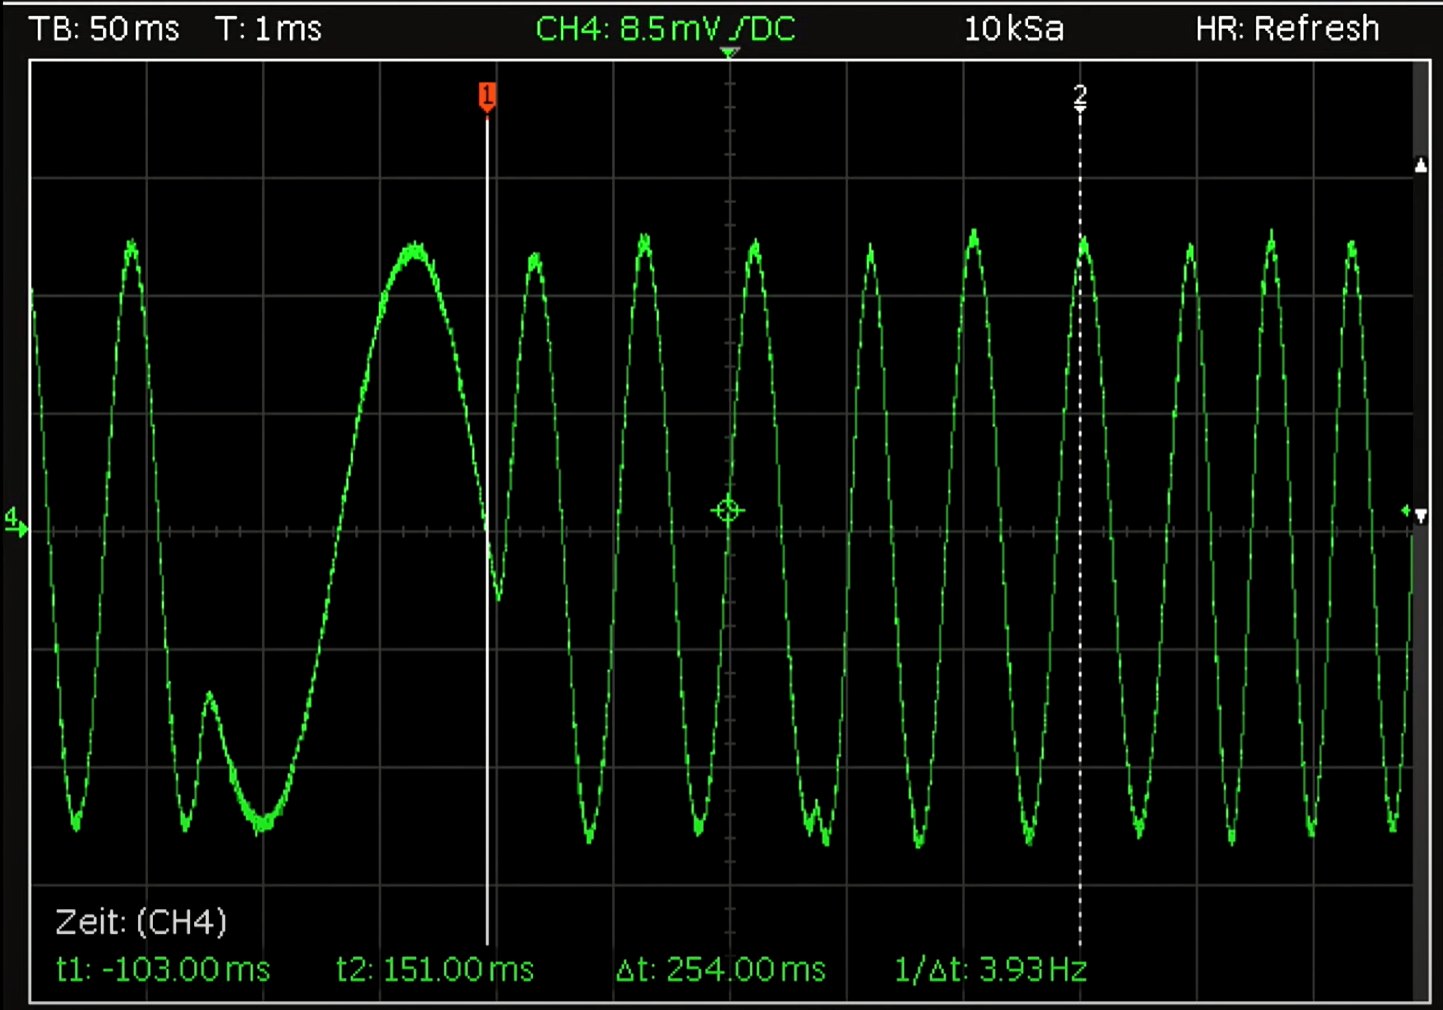 TB: 50 ms T: 1 ms CH4: 8.5 mV / DC 10 kSa HR: Refresh
1 2
4
Zeit: (CH4)
t1: -103.00 ms t2: 151.00 ms Δt: 254.00 ms 1/Δt: 3.93 Hz